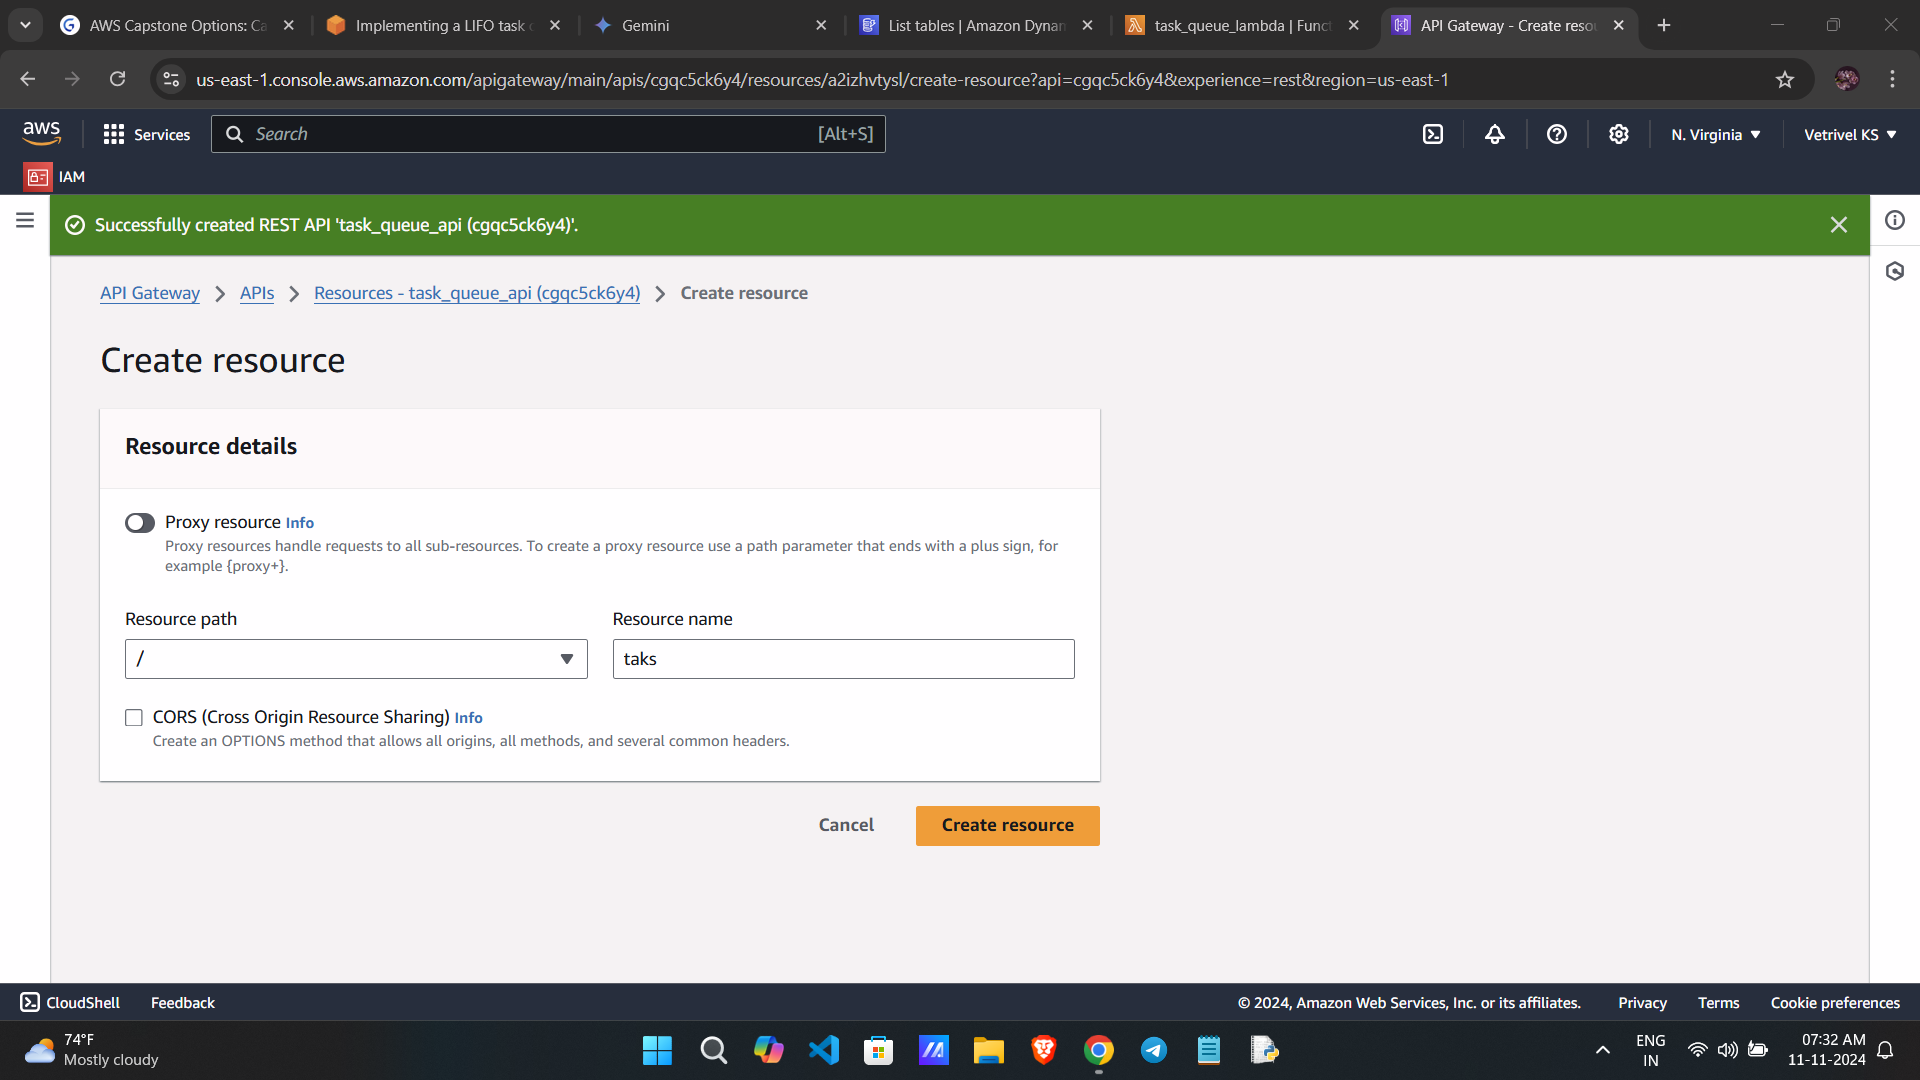 AWS Capstone Options: Ca
Implementing a LIFO task
Gemini
List tables | Amazon Dynam
task_queue_lambda | Funct
API Gateway - Create reso
us-east-1.console.aws.amazon.com/apigateway/main/apis/cgqc5ck6y4/resources/a2izhvtysl/create-resource?api=cgqc5ck6y4&experience=rest&region=us-east-1
aws
Services
Search
[Alt+S]
N. Virginia
Vetrivel KS
IAM
Successfully created REST API 'task_queue_api (cgqc5ck6y4)'.
API Gateway
APIs
Resources - task_queue_api (cgqc5ck6y4)
Create resource
Create resource
Resource details
Proxy resource Info
Proxy resources handle requests to all sub-resources. To create a proxy resource use a path parameter that ends with a plus sign, for
example {proxy+}.
Resource path
Resource name
/
taks
CORS (Cross Origin Resource Sharing) Info
Create an OPTIONS method that allows all origins, all methods, and several common headers.
Cancel
Create resource
CloudShell
Feedback
© 2024, Amazon Web Services, Inc. or its affiliates.
Privacy
Terms
Cookie preferences
74°F
Mostly cloudy
ENG
IN
07:32 AM
11-11-2024